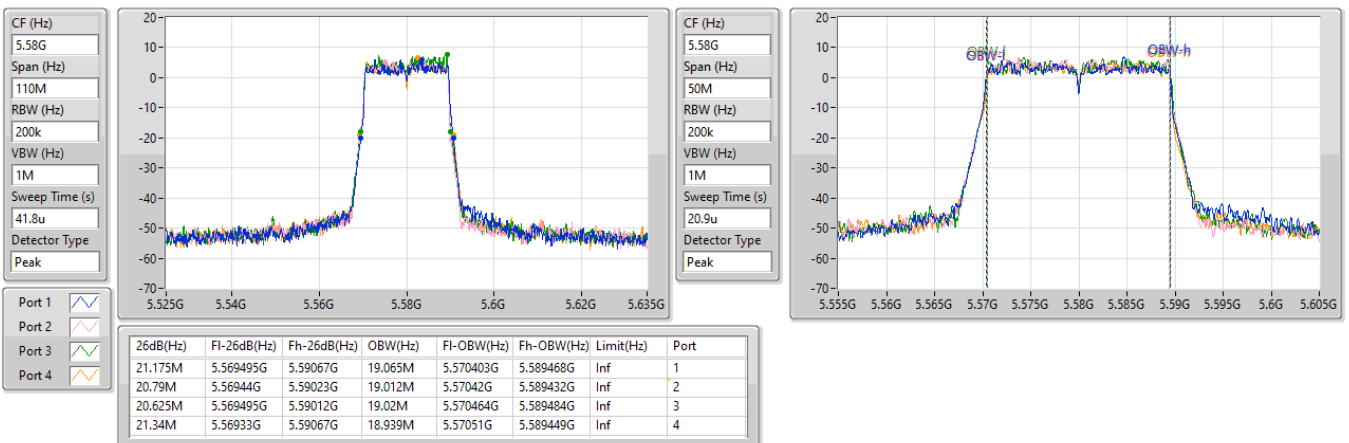 CF (Hz)
5.58G
Span (Hz)
110M
RBW (Hz)
200k
VBW (Hz)
1M
Sweep Time (s)
41.8u
Detector Type
Peak
20
10
0
-10
-20
-30
-40
-50
-60
-70
5.525G 5.54G 5.56G 5.58G 5.6G 5.62G 5.635G
CF (Hz)
5.58G
Span (Hz)
50M
RBW (Hz)
200k
VBW (Hz)
1M
Sweep Time (s)
20.9u
Detector Type
Peak
20
10
0
-10
-20
-30
-40
-50
-60
-70
OBW-l OBW-h
5.555G 5.56G 5.565G 5.57G 5.575G 5.58G 5.585G 5.59G 5.595G 5.6G 5.605G
Port 1
Port 2
Port 3
Port 4
26dB(Hz) Fl-26dB(Hz) Fh-26dB(Hz) OBW(Hz) Fl-OBW(Hz) Fh-OBW(Hz) Limit(Hz) Port
21.175M 5.569495G 5.59067G 19.065M 5.570403G 5.589468G Inf 1
20.79M 5.56944G 5.59023G 19.012M 5.57042G 5.589432G Inf 2
20.625M 5.569495G 5.59012G 19.02M 5.570464G 5.589484G Inf 3
21.34M 5.56933G 5.59067G 18.939M 5.57051G 5.589449G Inf 4